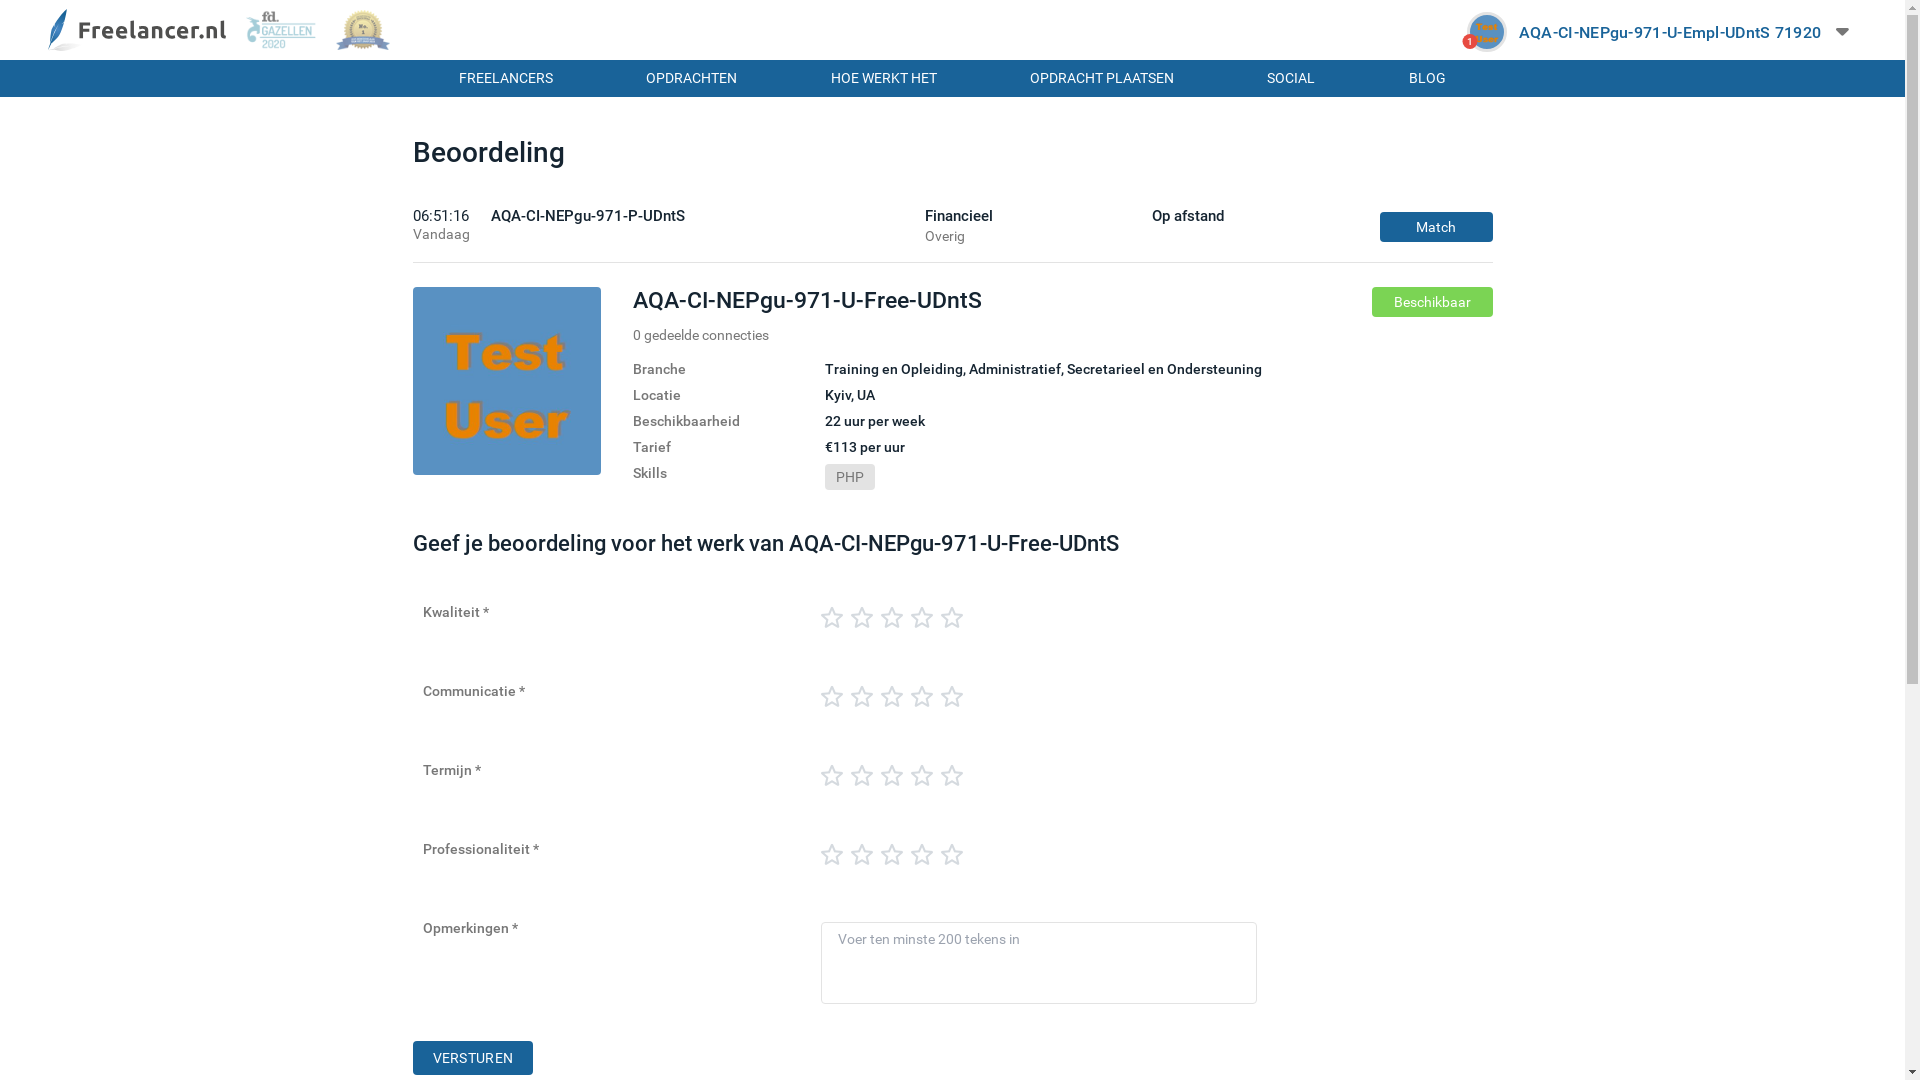 Freelancer.nl
fd.
GAZELLEN
2020
No.
1
Test
User
1
AQA-CI-NEPgu-971-U-Empl-UDntS 71920
FREELANCERS
OPDRACHTEN
HOE WERKT HET
OPDRACHT PLAATSEN
SOCIAL
BLOG
Beoordeling
06:51:16
Vandaag
AQA-CI-NEPgu-971-P-UDntS
Financieel
Overig
Op afstand
Match
Test
User
AQA-CI-NEPgu-971-U-Free-UDntS
Beschikbaar
0 gedeelde connecties
Branche Training en Opleiding, Administratief, Secretarieel en Ondersteuning
Locatie Kyiv, UA
Beschikbaarheid 22 uur per week
Tarief €113 per uur
Skills PHP
Geef je beoordeling voor het werk van AQA-CI-NEPgu-971-U-Free-UDntS
Kwaliteit *
Communicatie *
Termijn *
Professionaliteit *
Opmerkingen *
Voer ten minste 200 tekens in
VERSTUREN